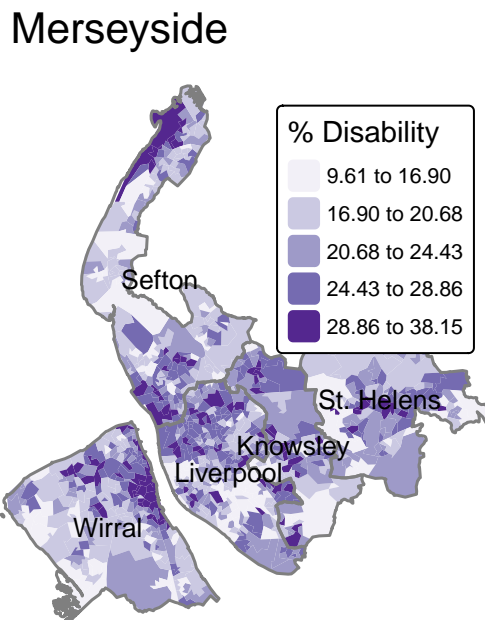 Merseyside
% Disability
9.61 to 16.90
16.90 to 20.68
20.68 to 24.43
24.43 to 28.86
28.86 to 38.15
Sefton
St. Helens
Knowsley
Liverpool
Wirral